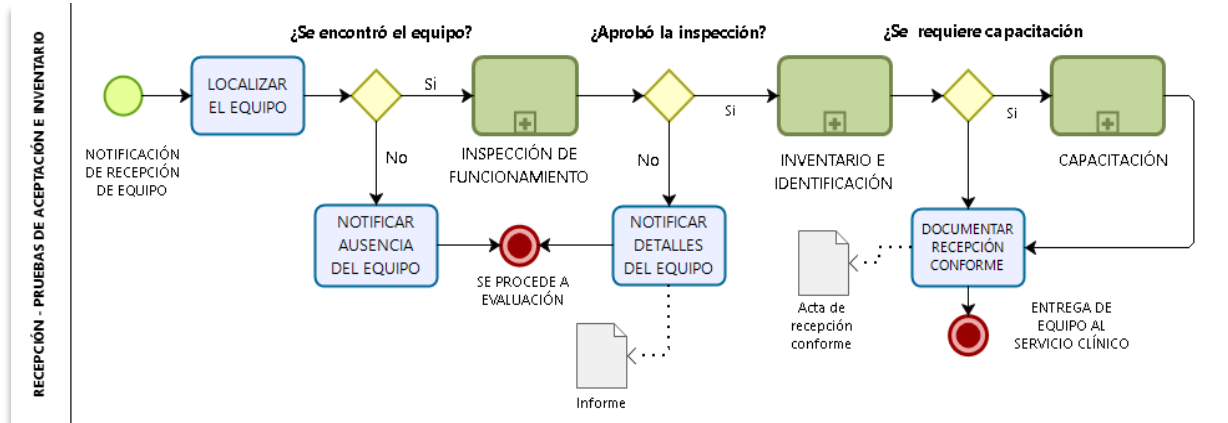 RECEPCIÓN - PRUEBAS DE ACEPTACIÓN E INVENTARIO
¿Se encontró el equipo?
¿Aprobó la inspección?
¿Se requiere capacitación
NOTIFICACIÓN
DE RECEPCIÓN
DE EQUIPO
LOCALIZAR
EL EQUIPO
Si
No
INSPECCIÓN DE
FUNCIONAMIENTO
Si
No
INVENTARIO E
IDENTIFICACIÓN
Si
CAPACITACIÓN
NOTIFICAR
AUSENCIA
DEL EQUIPO
SE PROCEDE A
EVALUACIÓN
NOTIFICAR
DETALLES
DEL EQUIPO
Informe
DOCUMENTAR
RECEPCIÓN
CONFORME
Acta de
recepción
conforme
ENTREGA DE
EQUIPO AL
SERVICIO CLÍNICO